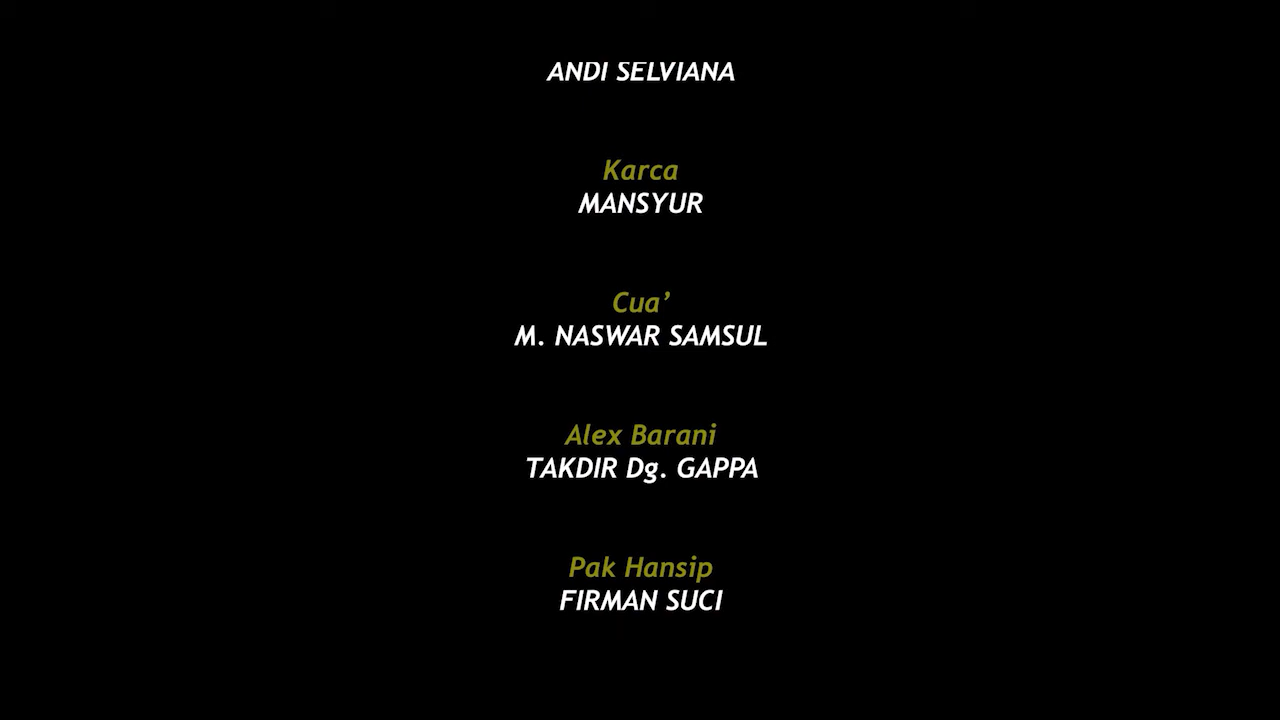 ANDI SELVIANA
Karca
MANSYUR
Cua’
M. NASWAR SAMSUL
Alex Barani
TAKDIR Dg. GAPPA
Pak Hansip
FIRMAN SUCI